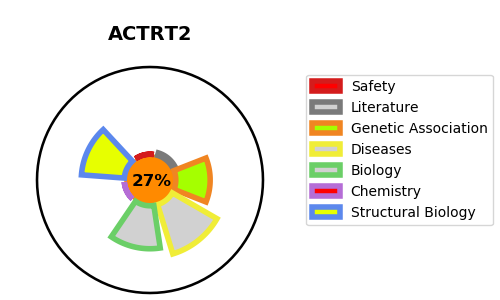 ACTRT2
27%
Safety
Literature
Genetic Association
Diseases
Biology
Chemistry
Structural Biology